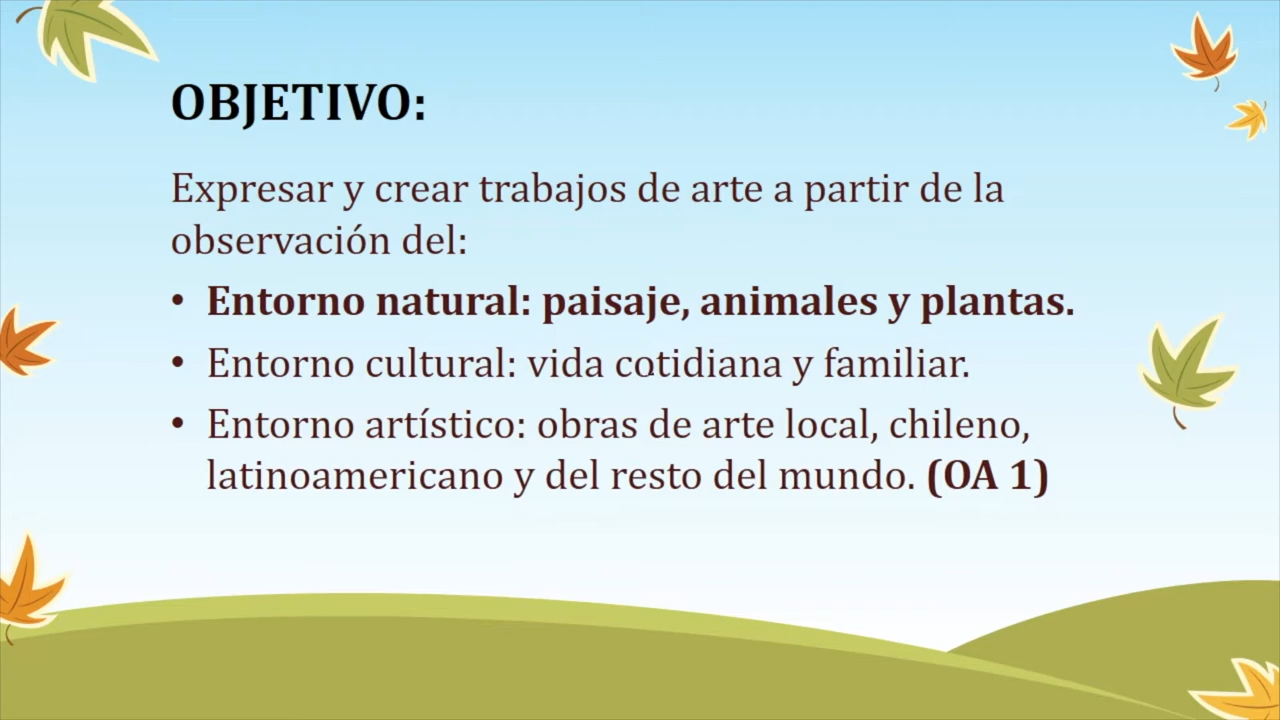 OBJETIVO:
Expresar y crear trabajos de arte a partir de la
observación del:
• Entorno natural: paisaje, animales y plantas.
• Entorno cultural: vida cotidiana y familiar.
• Entorno artístico: obras de arte local, chileno,
latinoamericano y del resto del mundo. (OA 1)